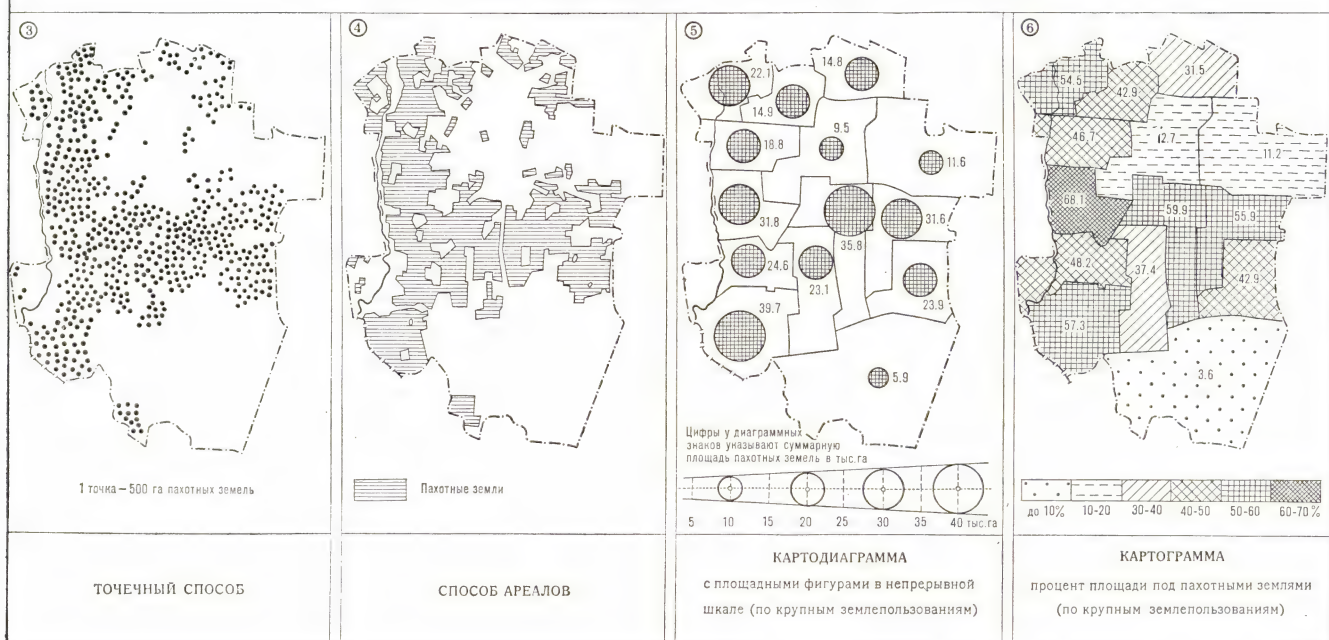 ③
1 точка – 500 га пахотных земель
ТОЧЕЧНЫЙ СПОСОБ
④
Пахотные земли
СПОСОБ АРЕАЛОВ
⑤
22.1
14.8
14.9
9.5
18.8
11.6
31.8
35.8
31.6
24.6
23.1
23.9
39.7
5.9
Цифры у диаграммных
знаков указывают суммарную
площадь пахотных земель в тыс.га
5 10 15 20 25 30 35 40 тыс.га
КАРТОДИАГРАММА
с площадными фигурами в непрерывной
шкале (по крупным землепользованиям)
⑥
54.5
31.5
42.9
46.7
12.7
11.2
68.1
59.9
55.9
48.2
37.4
42.9
57.3
3.6
до 10% 10-20 30-40 40-50 50-60 60-70%
КАРТОГРАММА
процент площади под пахотными землями
(по крупным землепользованиям)